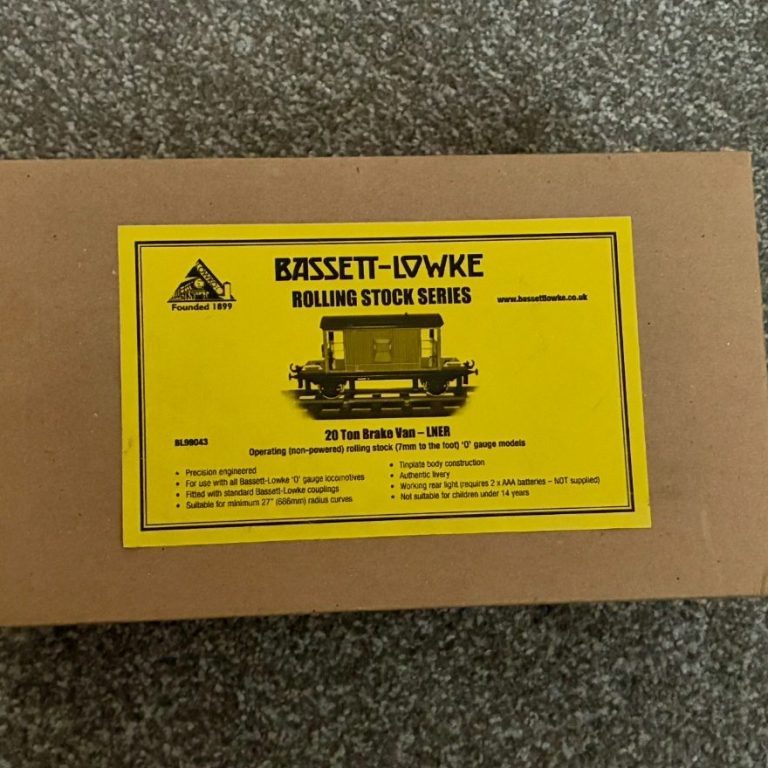 BASSETT-LOWKE
ROLLING STOCK SERIES
www.bassettlowke.co.uk
Founded 1899
20 Ton Brake Van – LNER
BL99043
Operating (non-powered) rolling stock (7mm to the foot) 'O' gauge models
• Precision engineered
• For use with all Bassett-Lowke 'O' gauge locomotives
• Fitted with standard Bassett-Lowke couplings
• Suitable for minimum 27" (686mm) radius curves
• Tinplate body construction
• Authentic livery
• Working rear light (requires 2 x AAA batteries – NOT supplied)
• Not suitable for children under 14 years